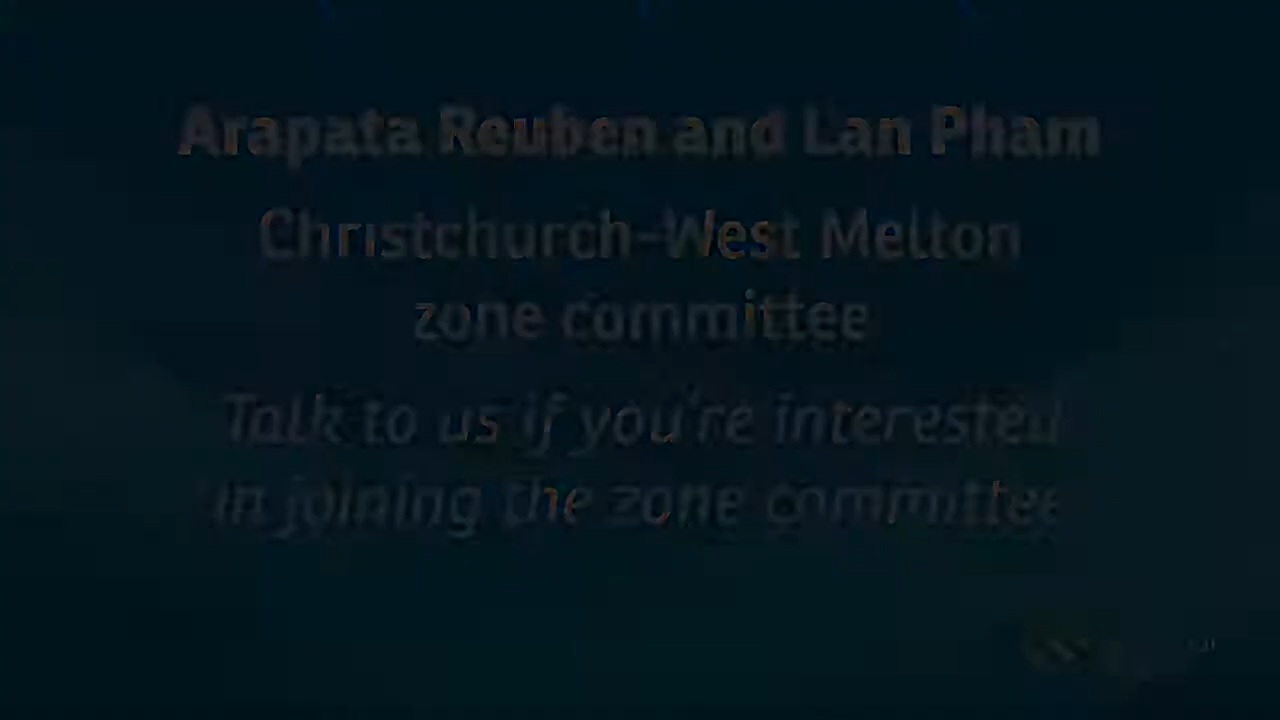 Arapata Reuben and Lan Pham
Christchurch-West Melton
zone committee
Talk to us if you're interested
in joining the zone committee